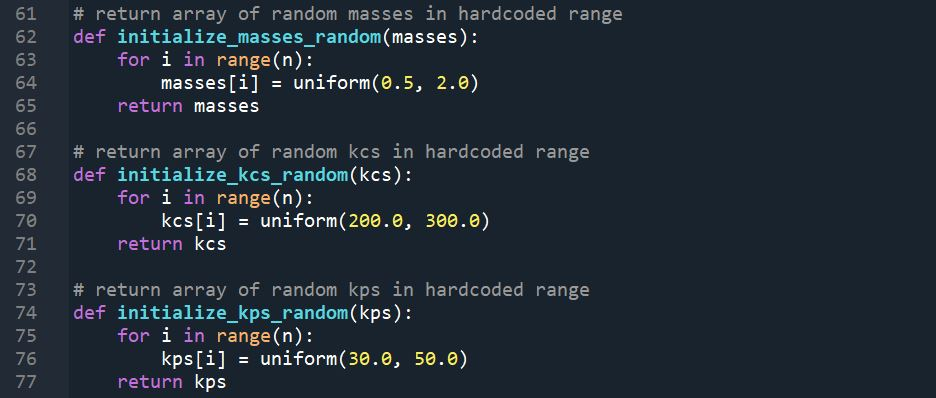 61 # return array of random masses in hardcoded range
62 def initialize_masses_random(masses):
63     for i in range(n):
64         masses[i] = uniform(0.5, 2.0)
65     return masses
66
67 # return array of random kcs in hardcoded range
68 def initialize_kcs_random(kcs):
69     for i in range(n):
70         kcs[i] = uniform(200.0, 300.0)
71     return kcs
72
73 # return array of random kps in hardcoded range
74 def initialize_kps_random(kps):
75     for i in range(n):
76         kps[i] = uniform(30.0, 50.0)
77     return kps